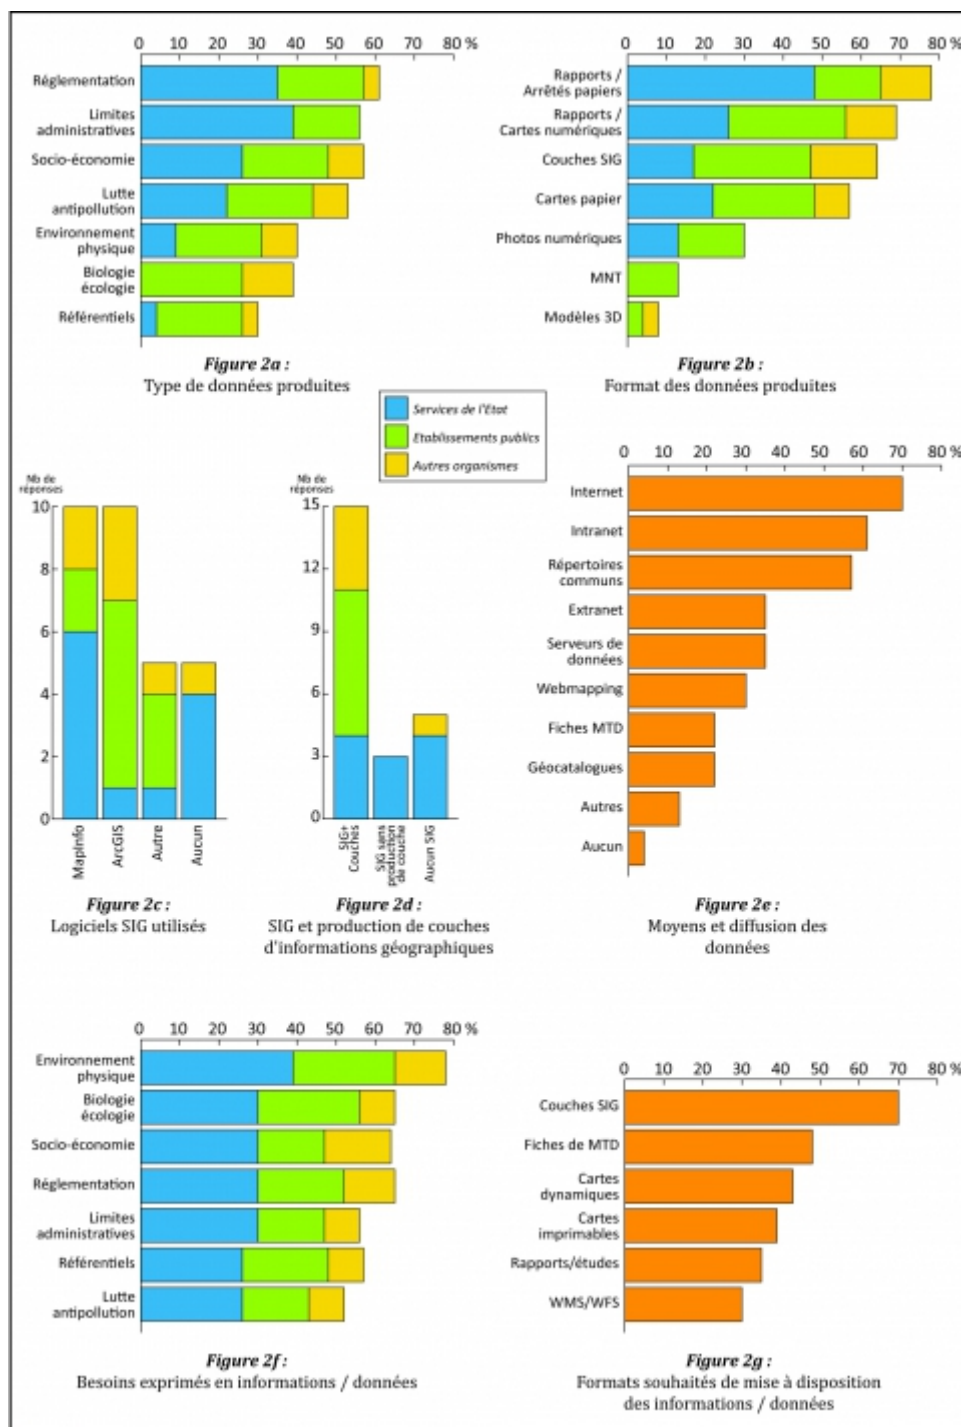 0 10 20 30 40 50 60 70 80 %
Réglementation
Limites
administratives
Socio-économie
Lutte
antipollution
Environnement
physique
Biologie
écologie
Référentiels
Figure 2a :
Type de données produites
0 10 20 30 40 50 60 70 80 %
Rapports /
Arrêtés papiers
Rapports /
Cartes numériques
Couches SIG
Cartes papier
Photos numériques
MNT
Modèles 3D
Figure 2b :
Format des données produites
Services de l'Etat
Etablissements publics
Autres organismes
Nb de
réponses
10
8
6
4
2
0
MapInfo
ArcGIS
Autre
Aucun
Figure 2c :
Logiciels SIG utilisés
Nb de
réponses
15
12
9
6
3
0
SIG+
Couches
SIG sans
production
de couche
Aucun SIG
Figure 2d :
SIG et production de couches
d'informations géographiques
0 10 20 30 40 50 60 70 80 %
Internet
Intranet
Répertoires
communs
Extranet
Serveurs de
données
Webmapping
Fiches MTD
Géocatalogues
Autres
Aucun
Figure 2e :
Moyens et diffusion des
données
0 10 20 30 40 50 60 70 80 %
Environnement
physique
Biologie
écologie
Socio-économie
Réglementation
Limites
administratives
Référentiels
Lutte
antipollution
Figure 2f :
Besoins exprimés en informations / données
0 10 20 30 40 50 60 70 80 %
Couches SIG
Fiches de MTD
Cartes
dynamiques
Cartes
imprimables
Rapports/études
WMS/WFS
Figure 2g :
Formats souhaités de mise à disposition
des informations / données